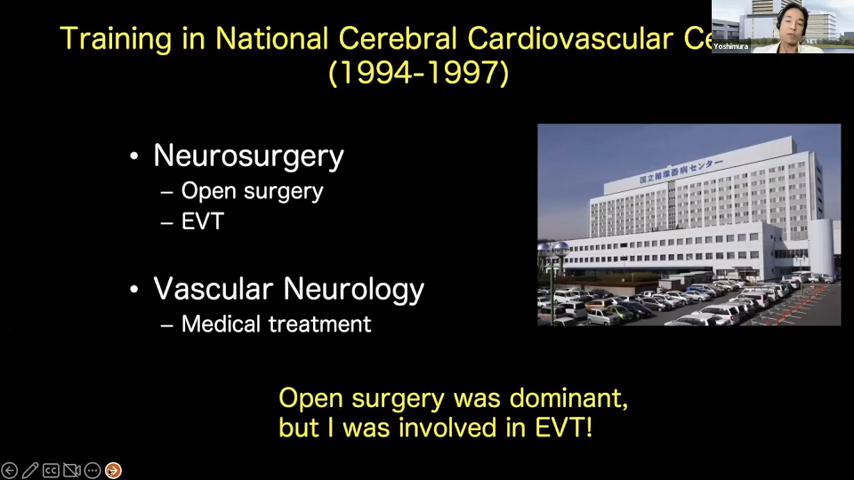 Training in National Cerebral Cardiovascular Ce
(1994-1997)
Yoshimura
• Neurosurgery
– Open surgery
– EVT
• Vascular Neurology
– Medical treatment
国立循環器病センター
Open surgery was dominant,
but I was involved in EVT!
CC